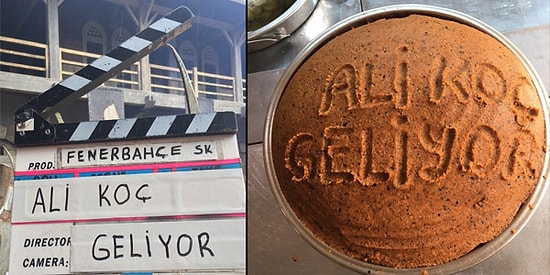 PROD.
FENERBAHÇE SK
ALİ KOÇ
DIRECTOR
CAMERA:
GELİYOR
ALİ KOÇ
GELİYOR